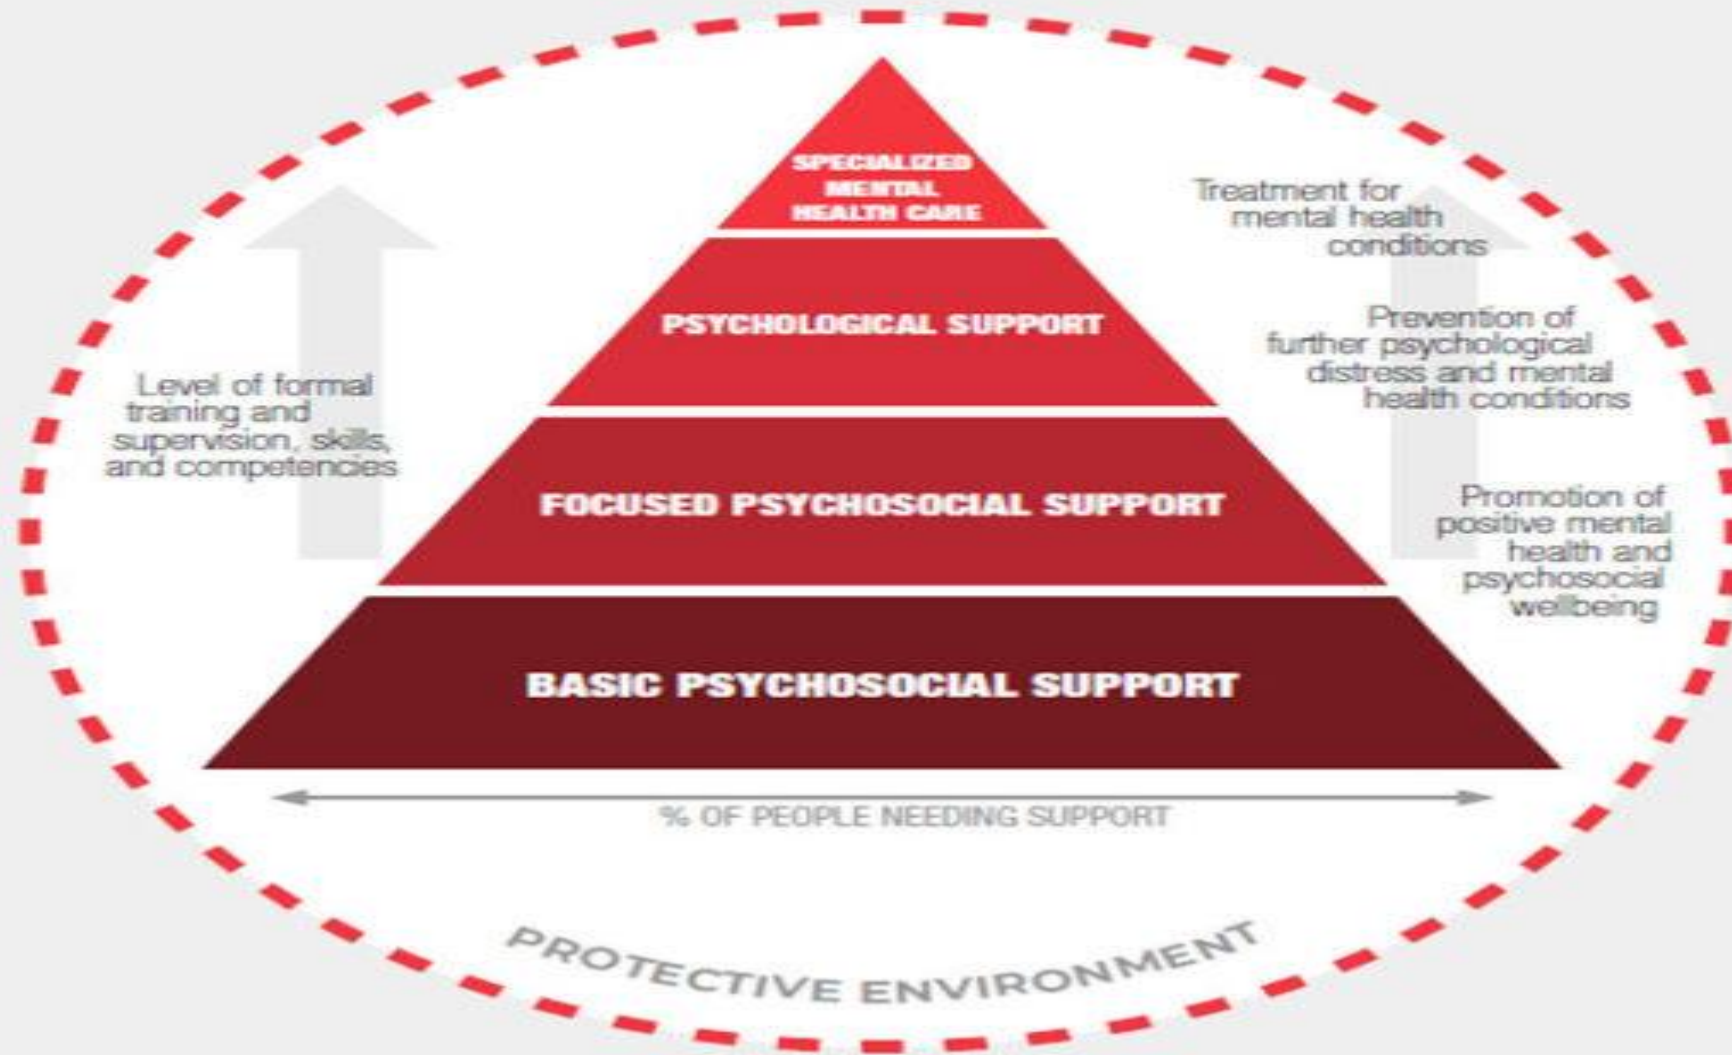 SPECIALIZED
MENTAL
HEALTH CARE
PSYCHOLOGICAL SUPPORT
FOCUSED PSYCHOSOCIAL SUPPORT
BASIC PSYCHOSOCIAL SUPPORT
Level of formal
training and
supervision, skills,
and competencies
Treatment for
mental health
conditions
Prevention of
further psychological
distress and mental
health conditions
Promotion of
positive mental
health and
psychosocial
wellbeing
% OF PEOPLE NEEDING SUPPORT
PROTECTIVE ENVIRONMENT